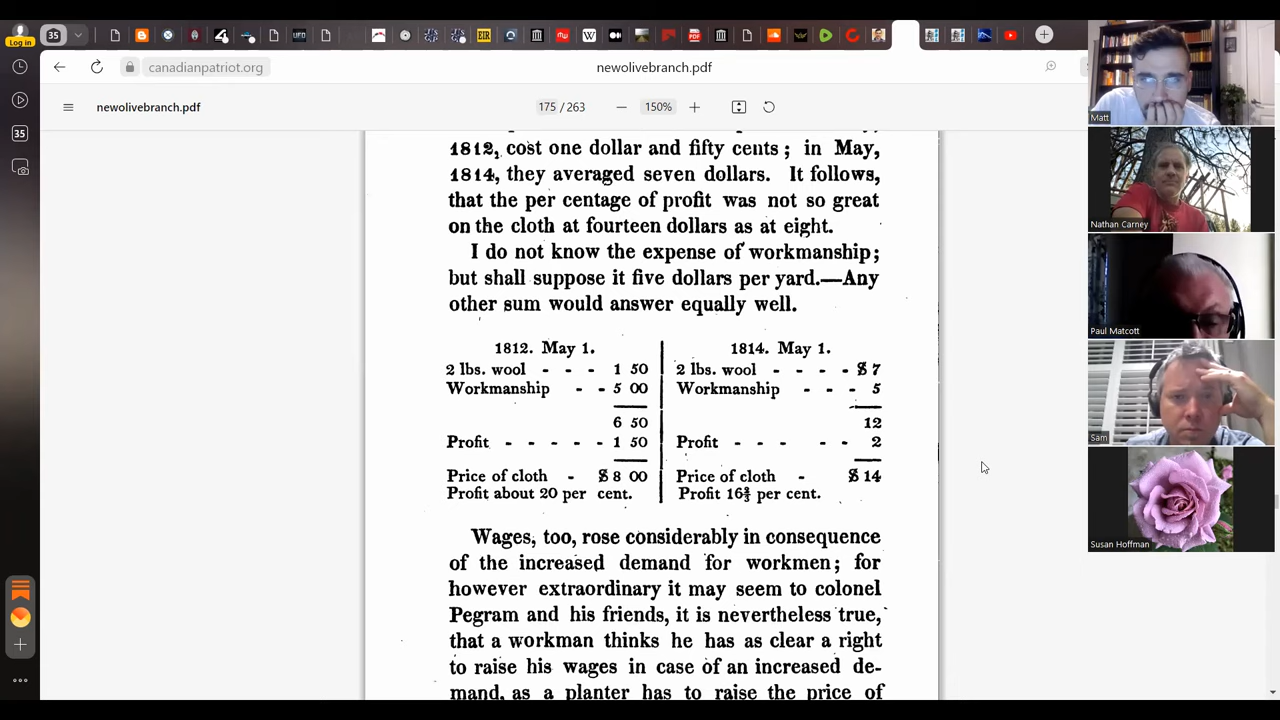 Log in
35
canadianpatriot.org
newolivebranch.pdf
newolivebranch.pdf
175 / 263
150%
35
1812, cost one dollar and fifty cents ; in May,
1814, they averaged seven dollars. It follows,
that the per centage of profit was not so great
on the cloth at fourteen dollars as at eight.
I do not know the expense of workmanship;
but shall suppose it five dollars per yard.—Any
other sum would answer equally well.
1812. May 1.
2 lbs. wool - - - 1 50
Workmanship - - 5 00
6 50
Profit - - - - - 1 50
Price of cloth - $ 8 00
Profit about 20 per cent.
1814. May 1.
2 lbs. wool - - - - $ 7
Workmanship - - - 5
12
Profit - - - - - 2
Price of cloth - $ 14
Profit 16⅔ per cent.
Wages, too, rose considerably in consequence
of the increased demand for workmen; for
however extraordinary it may seem to colonel
Pegram and his friends, it is nevertheless true,
that a workman thinks he has as clear a right
to raise his wages in case of an increased de-
mand, as a planter has to raise the price of
Matt
Nathan Carney
Paul Matcott
Sam
Susan Hoffman